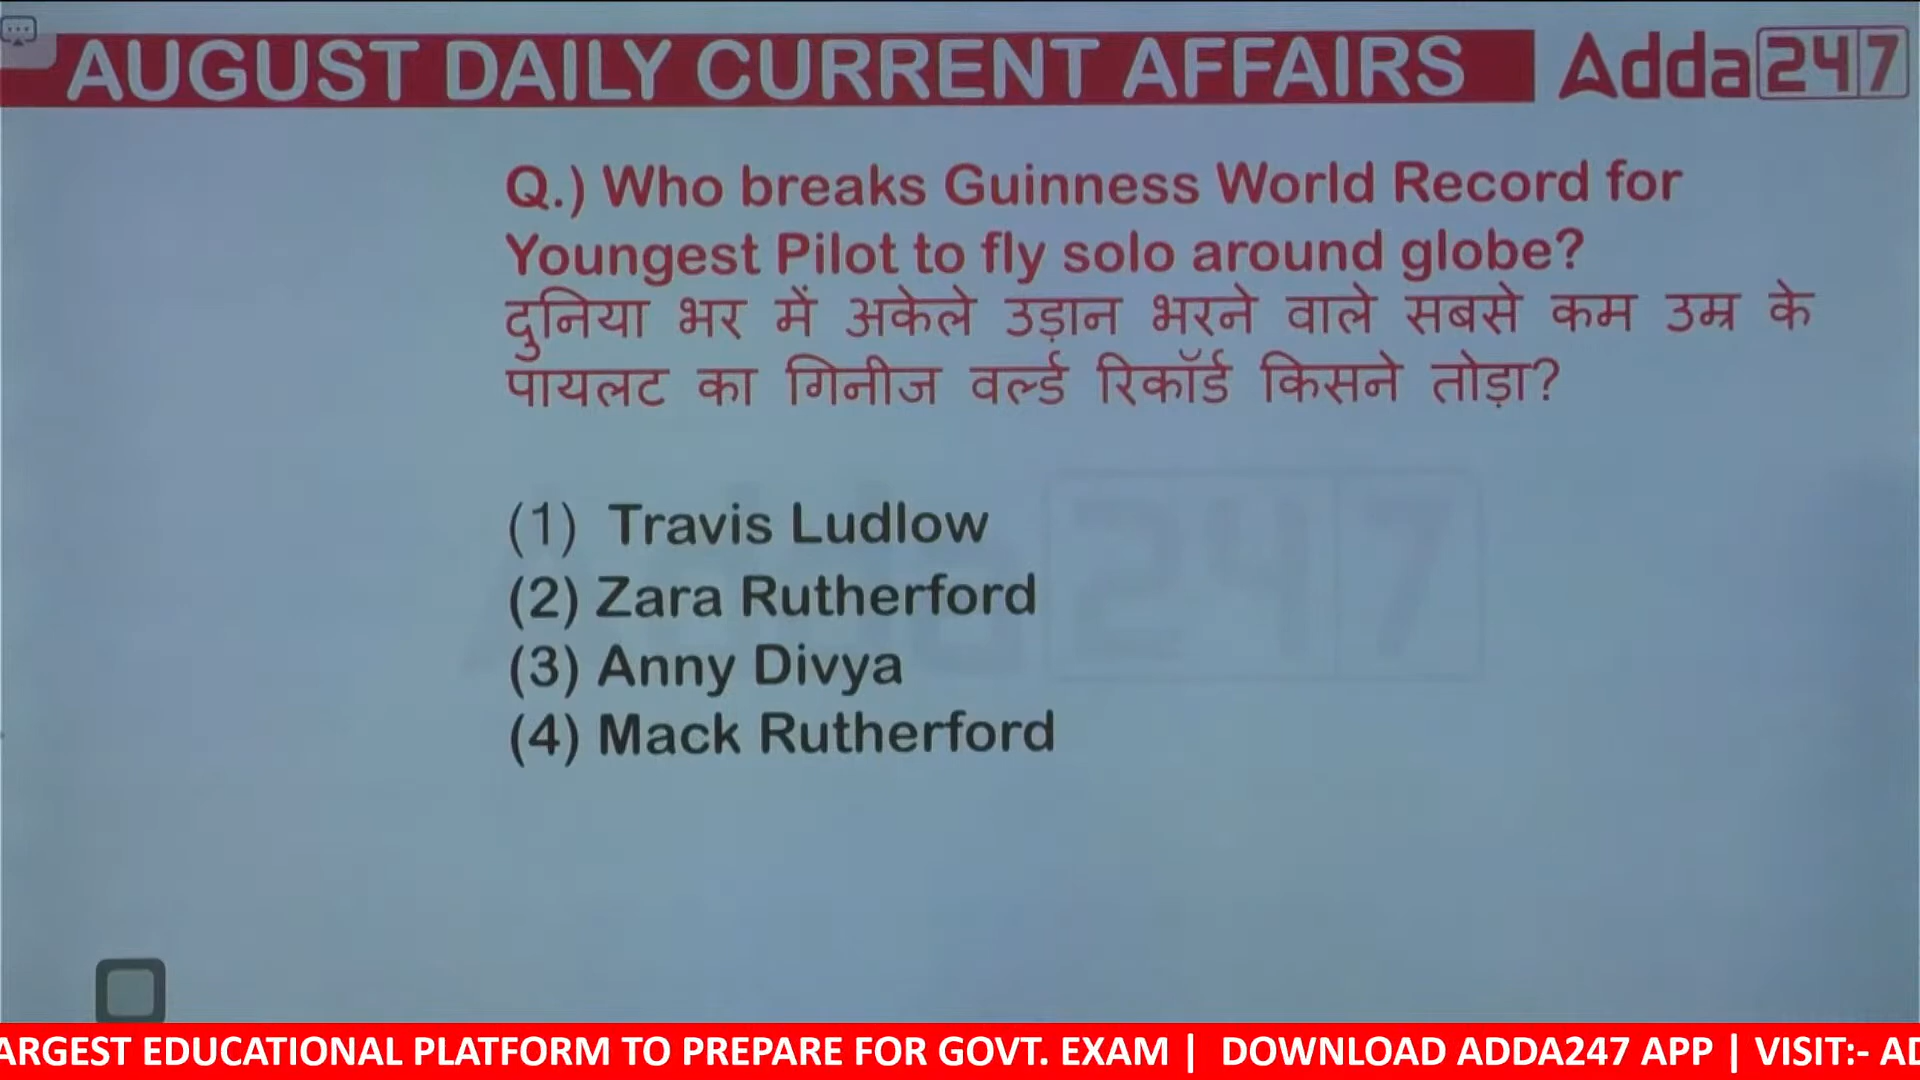 AUGUST DAILY CURRENT AFFAIRS
Adda247
Q.) Who breaks Guinness World Record for
Youngest Pilot to fly solo around globe?
दुनिया भर में अकेले उड़ान भरने वाले सबसे कम उम्र के
पायलट का गिनीज वर्ल्ड रिकॉर्ड किसने तोड़ा?
(1) Travis Ludlow
(2) Zara Rutherford
(3) Anny Divya
(4) Mack Rutherford
ARGEST EDUCATIONAL PLATFORM TO PREPARE FOR GOVT. EXAM | DOWNLOAD ADDA247 APP | VISIT:- AD